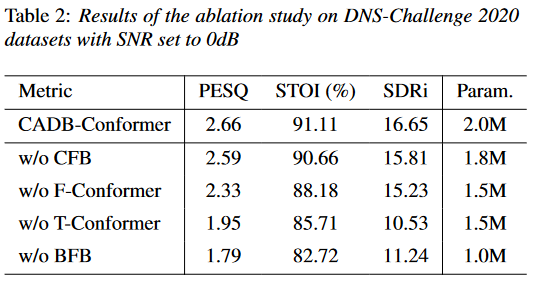 Table 2: Results of the ablation study on DNS-Challenge 2020
datasets with SNR set to 0dB
Metric PESQ STOI (%) SDRi Param.
CADB-Conformer 2.66 91.11 16.65 2.0M
w/o CFB 2.59 90.66 15.81 1.8M
w/o F-Conformer 2.33 88.18 15.23 1.5M
w/o T-Conformer 1.95 85.71 10.53 1.5M
w/o BFB 1.79 82.72 11.24 1.0M